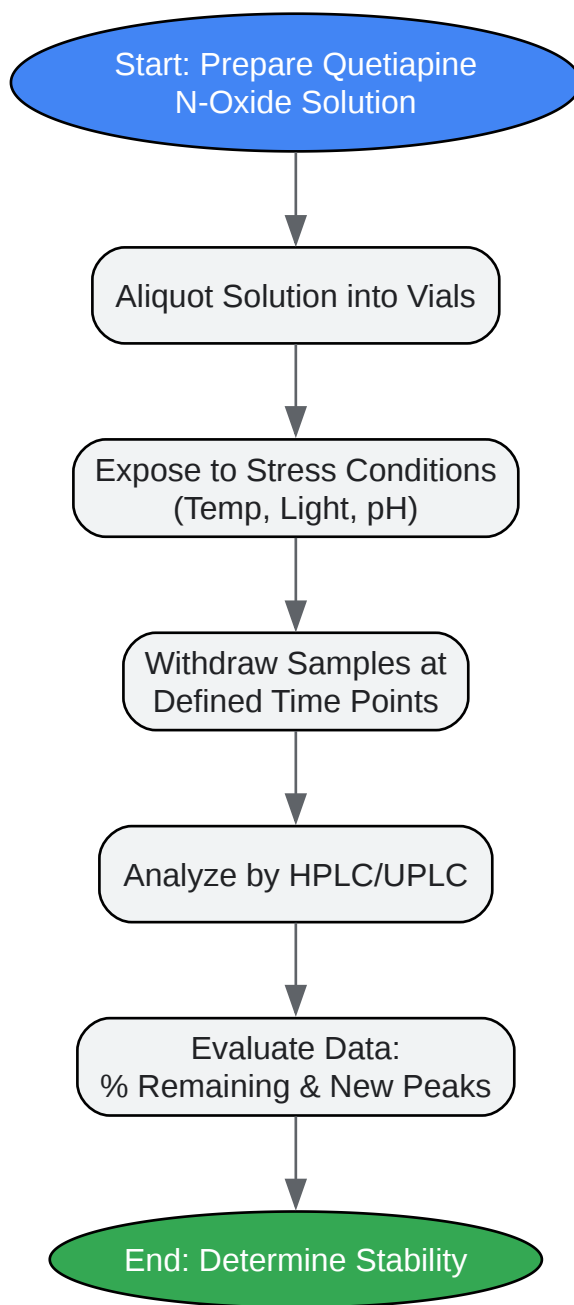 Start: Prepare Quetiapine
N-Oxide Solution
Aliquot Solution into Vials
Expose to Stress Conditions
(Temp, Light, pH)
Withdraw Samples at
Defined Time Points
Analyze by HPLC/UPLC
Evaluate Data:
% Remaining & New Peaks
End: Determine Stability